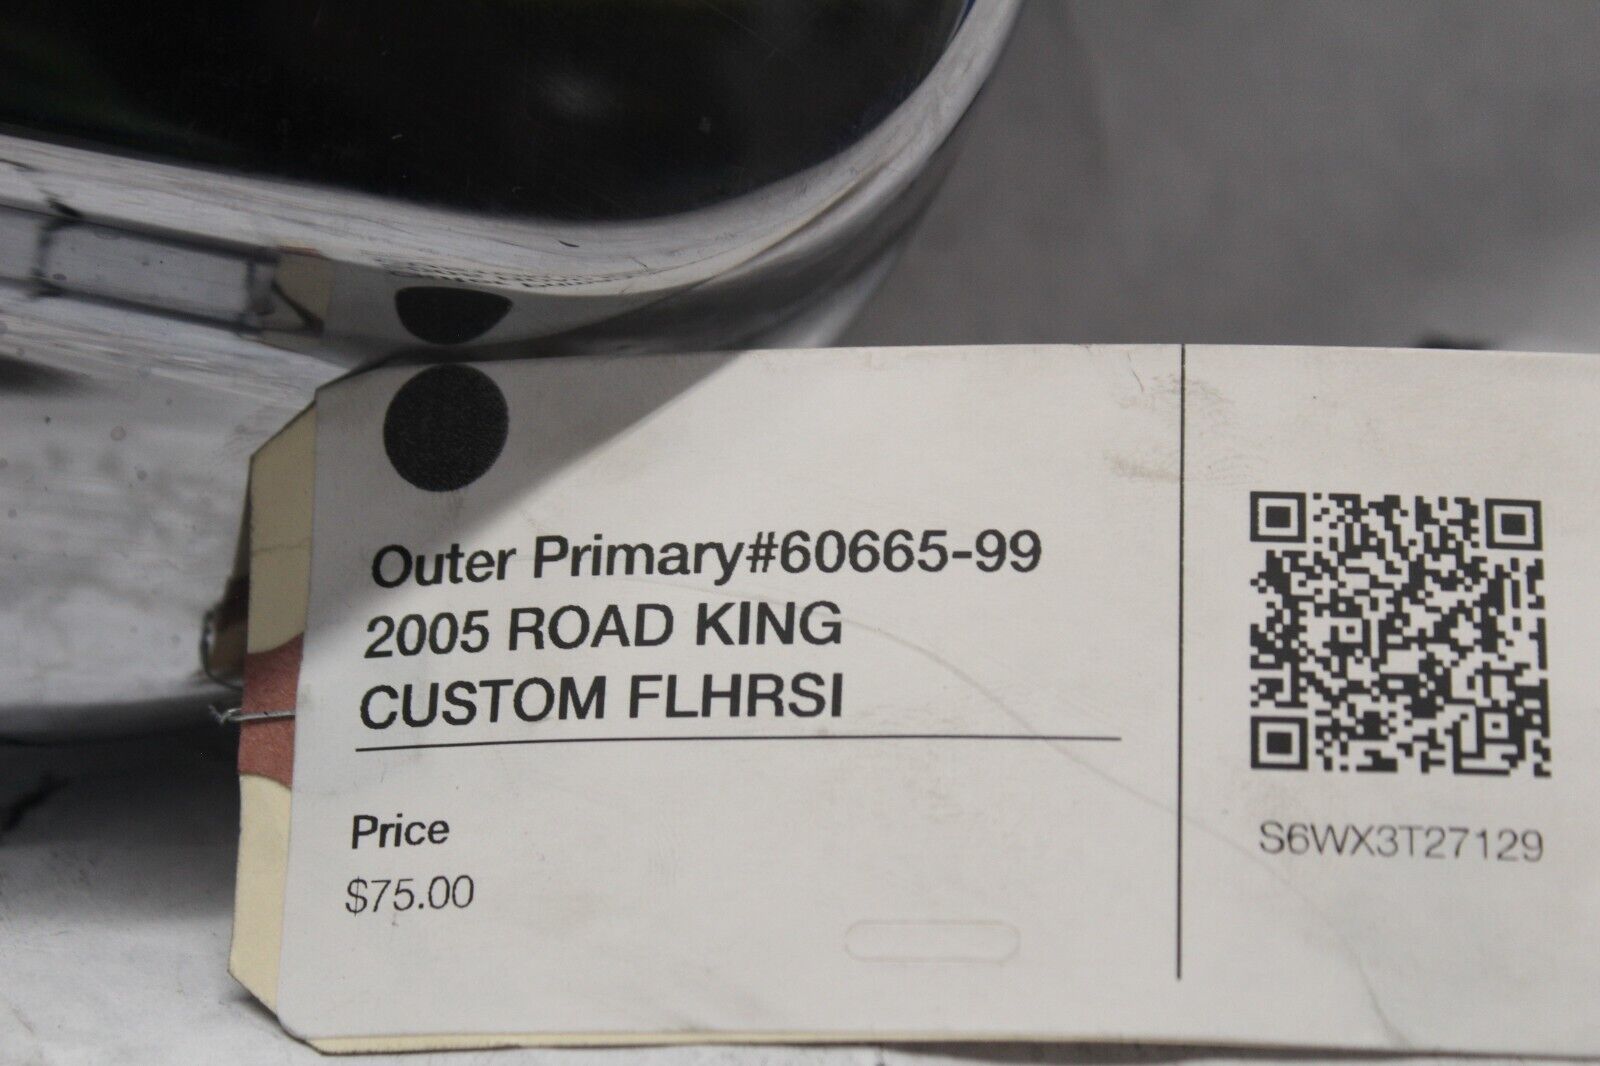 Outer Primary#60665-99
2005 ROAD KING
CUSTOM FLHRSI
Price
$75.00
S6WX3T27129